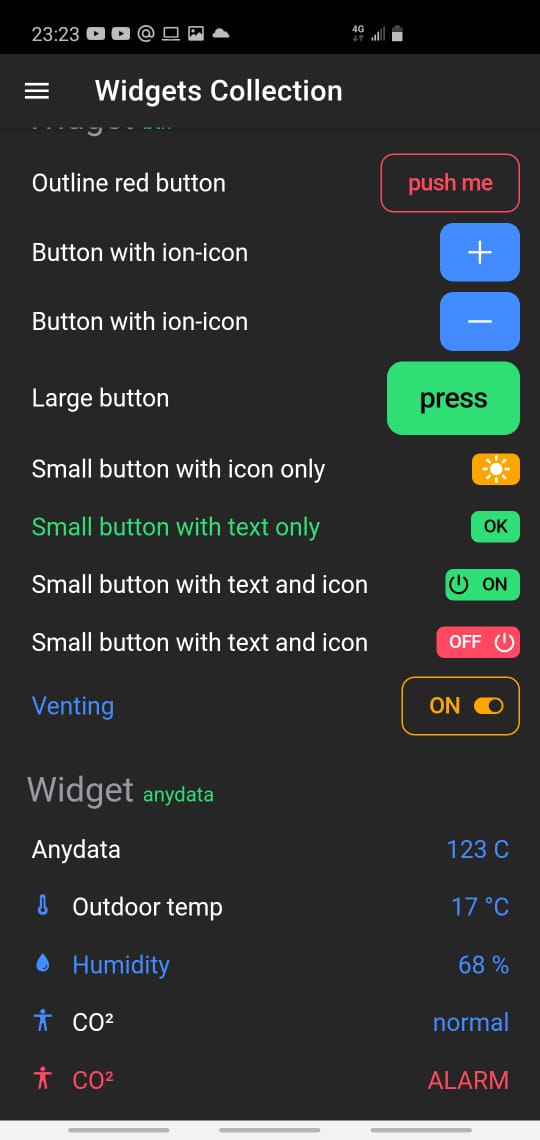 23:23 4G
Widgets Collection
Widget btn
Outline red button push me
Button with ion-icon
Button with ion-icon
Large button press
Small button with icon only
Small button with text only OK
Small button with text and icon ON
Small button with text and icon OFF
Venting ON
Widget anydata
Anydata 123 C
Outdoor temp 17 °C
Humidity 68 %
CO² normal
CO² ALARM